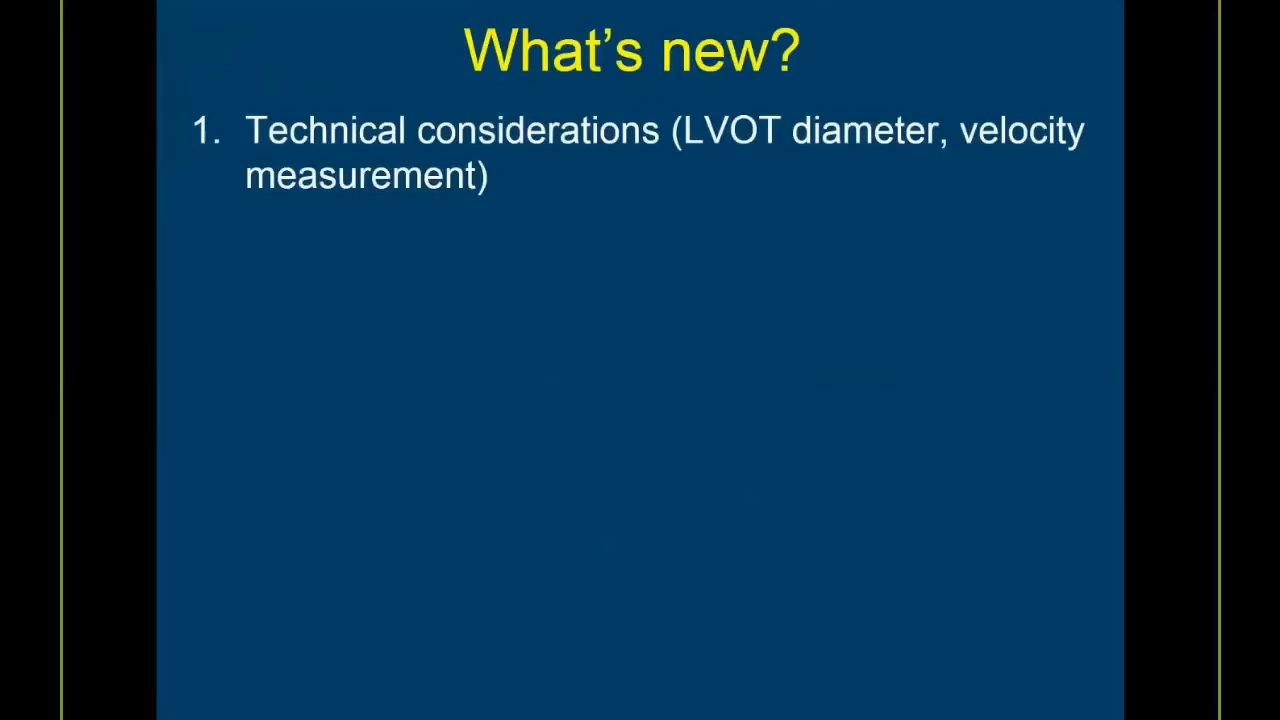 What’s new?
1. Technical considerations (LVOT diameter, velocity
measurement)